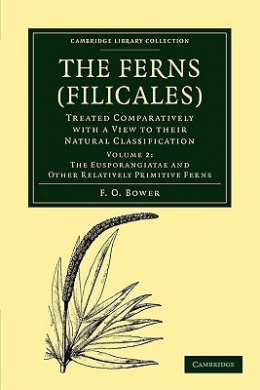 CAMBRIDGE LIBRARY COLLECTION
THE FERNS
(FILICALES)
TREATED COMPARATIVELY
WITH A VIEW TO THEIR
NATURAL CLASSIFICATION
VOLUME 2:
THE EUSPORANGIATAE AND
OTHER RELATIVELY PRIMITIVE FERNS
F. O. BOWER
CAMBRIDGE